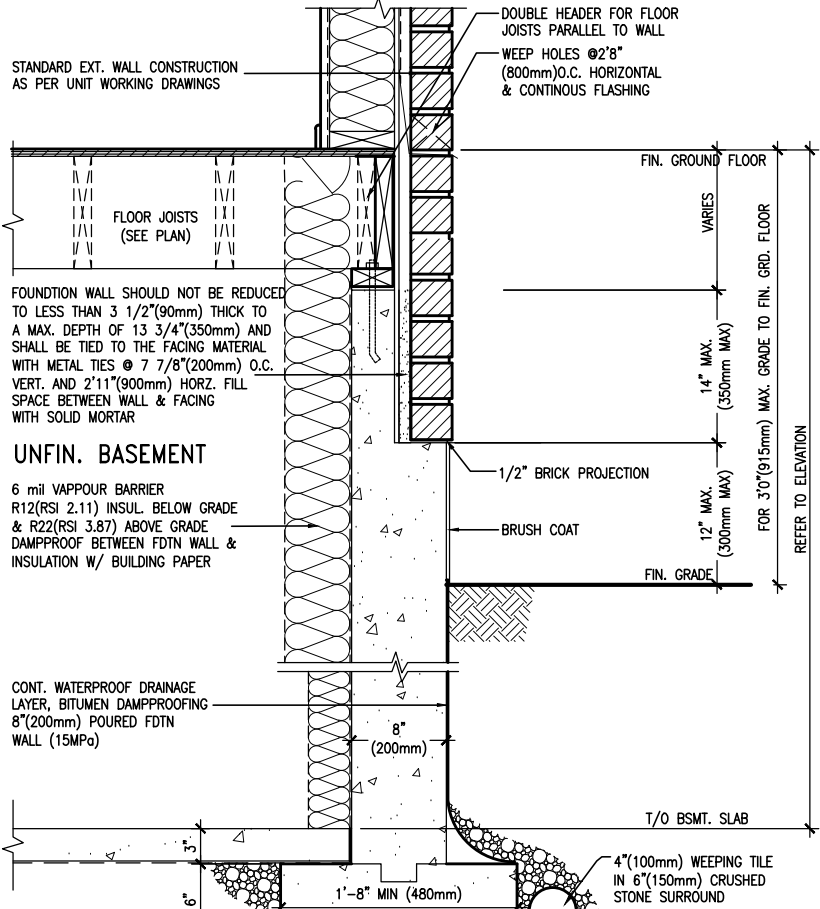 DOUBLE HEADER FOR FLOOR
JOISTS PARALLEL TO WALL
WEEP HOLES @2'8"
(800mm)O.C. HORIZONTAL
& CONTINOUS FLASHING
STANDARD EXT. WALL CONSTRUCTION
AS PER UNIT WORKING DRAWINGS
FIN. GROUND FLOOR
FLOOR JOISTS
(SEE PLAN)
VARIES
FOUNDTION WALL SHOULD NOT BE REDUCED
TO LESS THAN 3 1/2"(90mm) THICK TO
A MAX. DEPTH OF 13 3/4"(350mm) AND
SHALL BE TIED TO THE FACING MATERIAL
WITH METAL TIES @ 7 7/8"(200mm) O.C.
VERT. AND 2'11"(900mm) HORZ. FILL
SPACE BETWEEN WALL & FACING
WITH SOLID MORTAR
14" MAX.
(350mm MAX)
FOR 3'0"(915mm) MAX. GRADE TO FIN. GRD. FLOOR
REFER TO ELEVATION
UNFIN. BASEMENT
1/2" BRICK PROJECTION
6 mil VAPPOUR BARRIER
R12(RSI 2.11) INSUL. BELOW GRADE
& R22(RSI 3.87) ABOVE GRADE
DAMPPROOF BETWEEN FDTN WALL &
INSULATION W/ BUILDING PAPER
BRUSH COAT
12" MAX.
(300mm MAX)
FIN. GRADE
CONT. WATERPROOF DRAINAGE
LAYER, BITUMEN DAMPPROOFING
8"(200mm) POURED FDTN
WALL (15MPa)
8"
(200mm)
T/O BSMT. SLAB
3"
6"
1'-8" MIN (480mm)
4"(100mm) WEEPING TILE
IN 6"(150mm) CRUSHED
STONE SURROUND